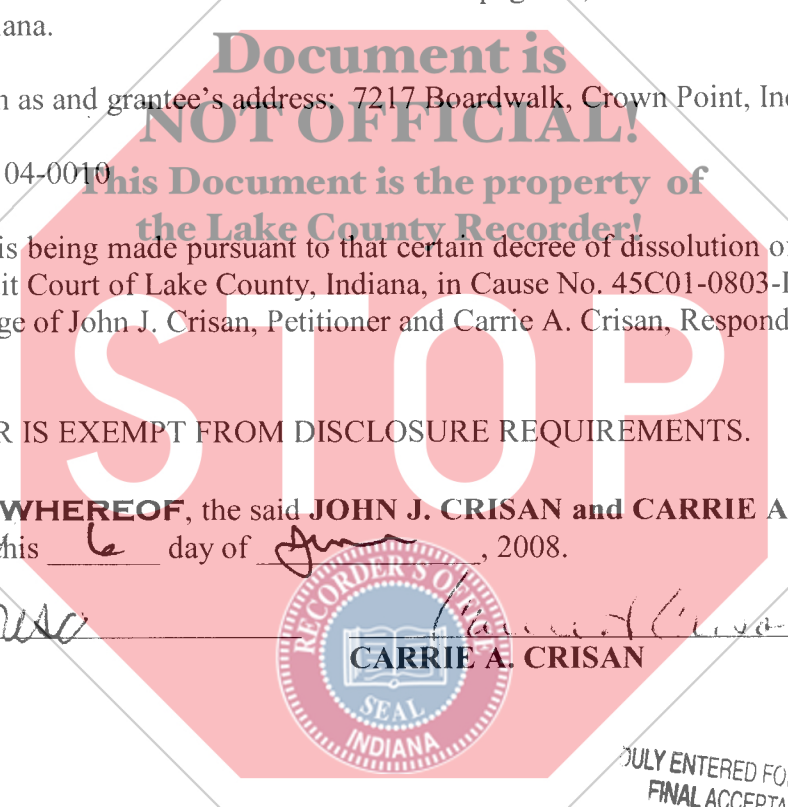 iana.
Document is
n as and grantee's address: 7217 Boardwalk, Crown Point, Ind
NOT OFFICIAL!
04-0010
This Document is the property of
the Lake County Recorder!
is being made pursuant to that certain decree of dissolution of
it Court of Lake County, Indiana, in Cause No. 45C01-0803-
ge of John J. Crisan, Petitioner and Carrie A. Crisan, Respond
STOP
R IS EXEMPT FROM DISCLOSURE REQUIREMENTS.
WHEREOF, the said JOHN J. CRISAN and CARRIE A
his 6 day of June, 2008.
CARRIE A. CRISAN
RECORDER'S OFFICE
SEAL
INDIANA
DULY ENTERED FO
FINAL ACCEPTA